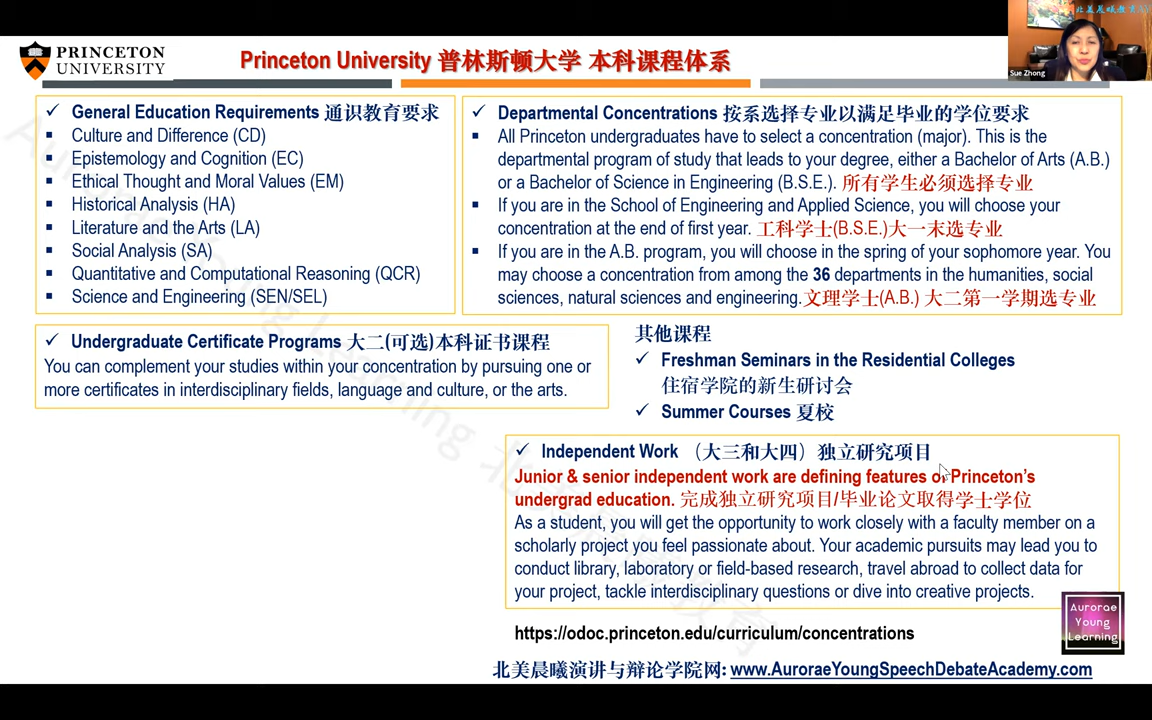 PRINCETON
UNIVERSITY
Princeton University 普林斯顿大学 本科课程体系
北美晨曦教育
Sue Zhong
✓ General Education Requirements 通识教育要求
▪ Culture and Difference (CD)
▪ Epistemology and Cognition (EC)
▪ Ethical Thought and Moral Values (EM)
▪ Historical Analysis (HA)
▪ Literature and the Arts (LA)
▪ Social Analysis (SA)
▪ Quantitative and Computational Reasoning (QCR)
▪ Science and Engineering (SEN/SEL)
✓ Departmental Concentrations 按系选择专业以满足毕业的学位要求
▪ All Princeton undergraduates have to select a concentration (major). This is the
departmental program of study that leads to your degree, either a Bachelor of Arts (A.B.)
or a Bachelor of Science in Engineering (B.S.E.). 所有学生必须选择专业
▪ If you are in the School of Engineering and Applied Science, you will choose your
concentration at the end of first year. 工科学士(B.S.E.)大一末选专业
▪ If you are in the A.B. program, you will choose in the spring of your sophomore year. You
may choose a concentration from among the 36 departments in the humanities, social
sciences, natural sciences and engineering.文理学士(A.B.) 大二第一学期选专业
✓ Undergraduate Certificate Programs 大二(可选)本科证书课程
You can complement your studies within your concentration by pursuing one or
more certificates in interdisciplinary fields, language and culture, or the arts.
其他课程
✓ Freshman Seminars in the Residential Colleges
住宿学院的新生研讨会
✓ Summer Courses 夏校
✓ Independent Work （大三和大四）独立研究项目
Junior & senior independent work are defining features of Princeton's
undergrad education. 完成独立研究项目/毕业论文取得学士学位
As a student, you will get the opportunity to work closely with a faculty member on a
scholarly project you feel passionate about. Your academic pursuits may lead you to
conduct library, laboratory or field-based research, travel abroad to collect data for
your project, tackle interdisciplinary questions or dive into creative projects.
Aurorae
Young
Learning
https://odoc.princeton.edu/curriculum/concentrations
北美晨曦演讲与辩论学院网: www.AuroraeYoungSpeechDebateAcademy.com